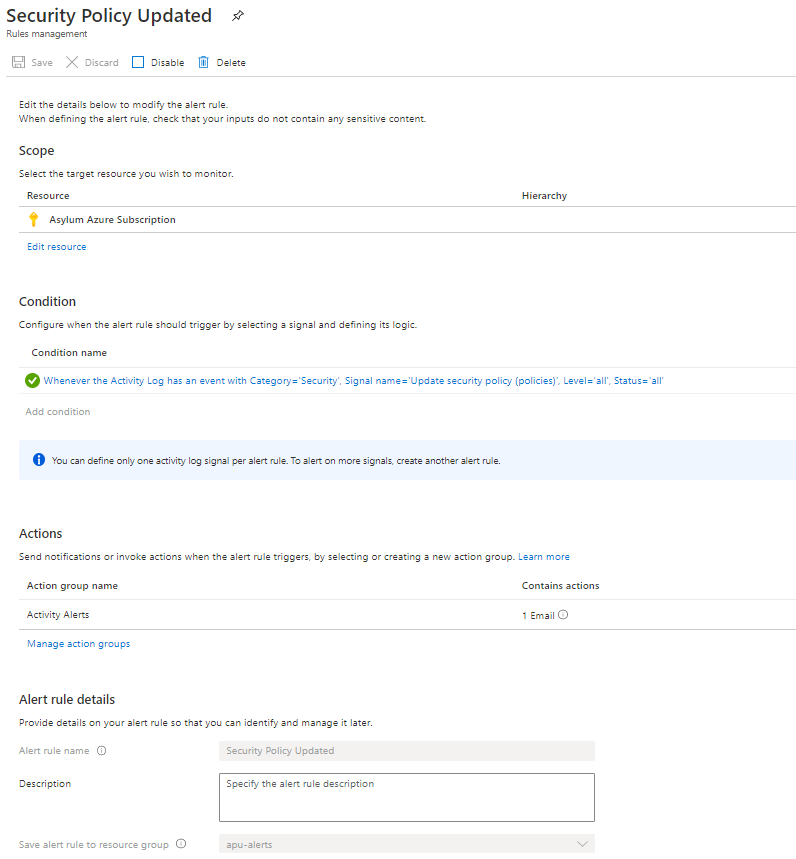 Security Policy Updated
Rules management
Save Discard Disable Delete
Edit the details below to modify the alert rule.
When defining the alert rule, check that your inputs do not contain any sensitive content.
Scope
Select the target resource you wish to monitor.
Resource Hierarchy
Asylum Azure Subscription
Edit resource
Condition
Configure when the alert rule should trigger by selecting a signal and defining its logic.
Condition name
Whenever the Activity Log has an event with Category='Security', Signal name='Update security policy (policies)', Level='all', Status='all'
Add condition
You can define only one activity log signal per alert rule. To alert on more signals, create another alert rule.
Actions
Send notifications or invoke actions when the alert rule triggers, by selecting or creating a new action group. Learn more
Action group name Contains actions
Activity Alerts 1 Email
Manage action groups
Alert rule details
Provide details on your alert rule so that you can identify and manage it later.
Alert rule name Security Policy Updated
Description Specify the alert rule description
Save alert rule to resource group apu-alerts